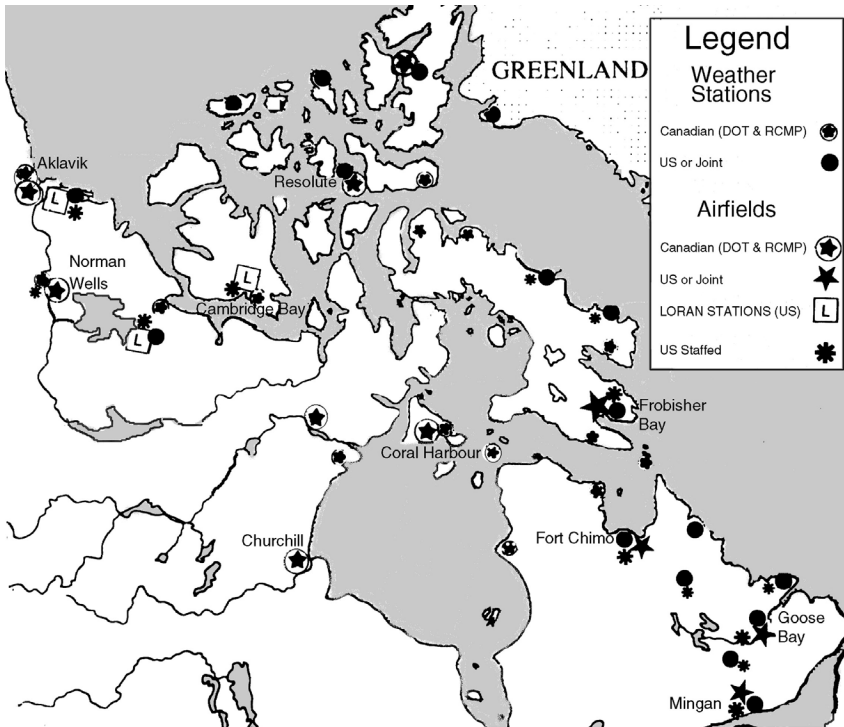 Legend
Weather
Stations
Canadian (DOT & RCMP)
US or Joint
Airfields
Canadian (DOT & RCMP)
US or Joint
LORAN STATIONS (US)
L
US Staffed
GREENLAND
Aklavik
L
Resolute
Norman
Wells
L
Cambridge Bay
L
Frobisher
Bay
Coral Harbour
Churchill
Fort Chimo
Goose
Bay
Mingan